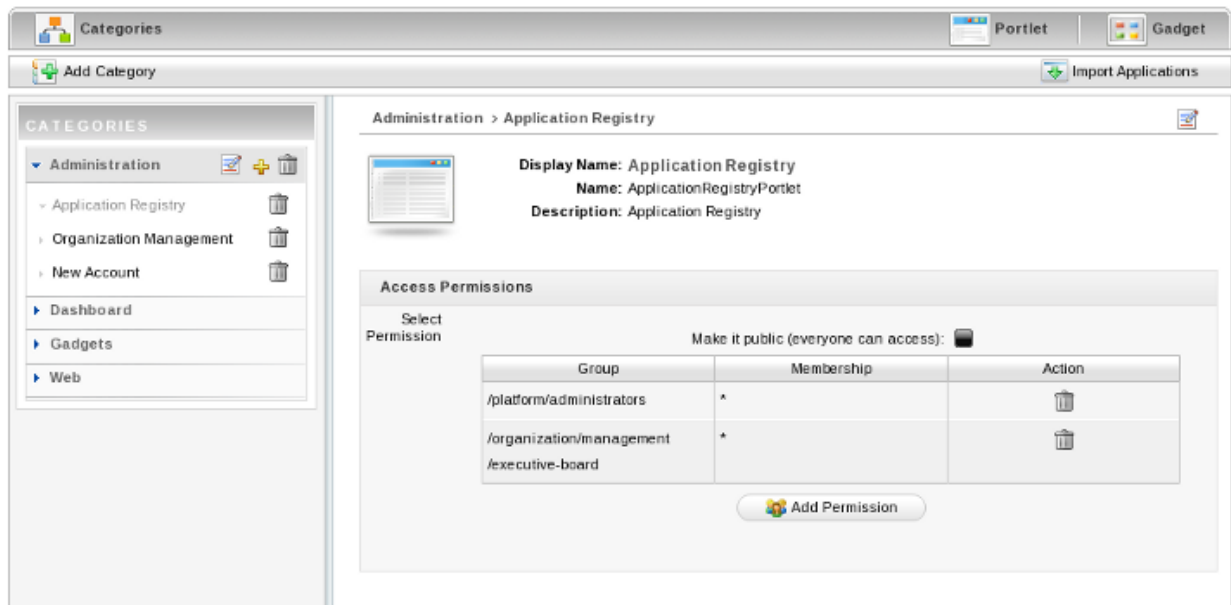 Categories Portlet Gadget
Add Category Import Applications
CATEGORIES
Administration
Application Registry
Organization Management
New Account
Dashboard
Gadgets
Web
Administration > Application Registry
Display Name: Application Registry
Name: ApplicationRegistryPortlet
Description: Application Registry
Access Permissions
Select
Permission
Make it public (everyone can access):
Group Membership Action
/platform/administrators *
/organization/management *
/executive-board
Add Permission